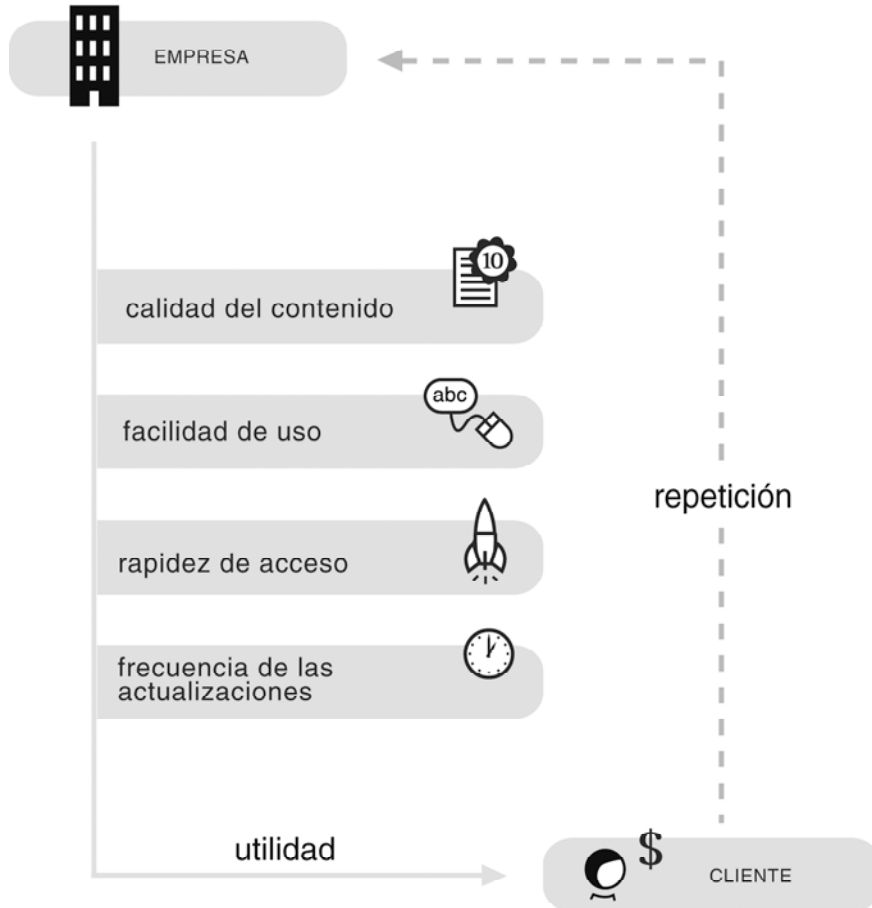 EMPRESA
10
calidad del contenido
abc
facilidad de uso
repetición
rapidez de acceso
frecuencia de las
actualizaciones
utilidad
$
CLIENTE